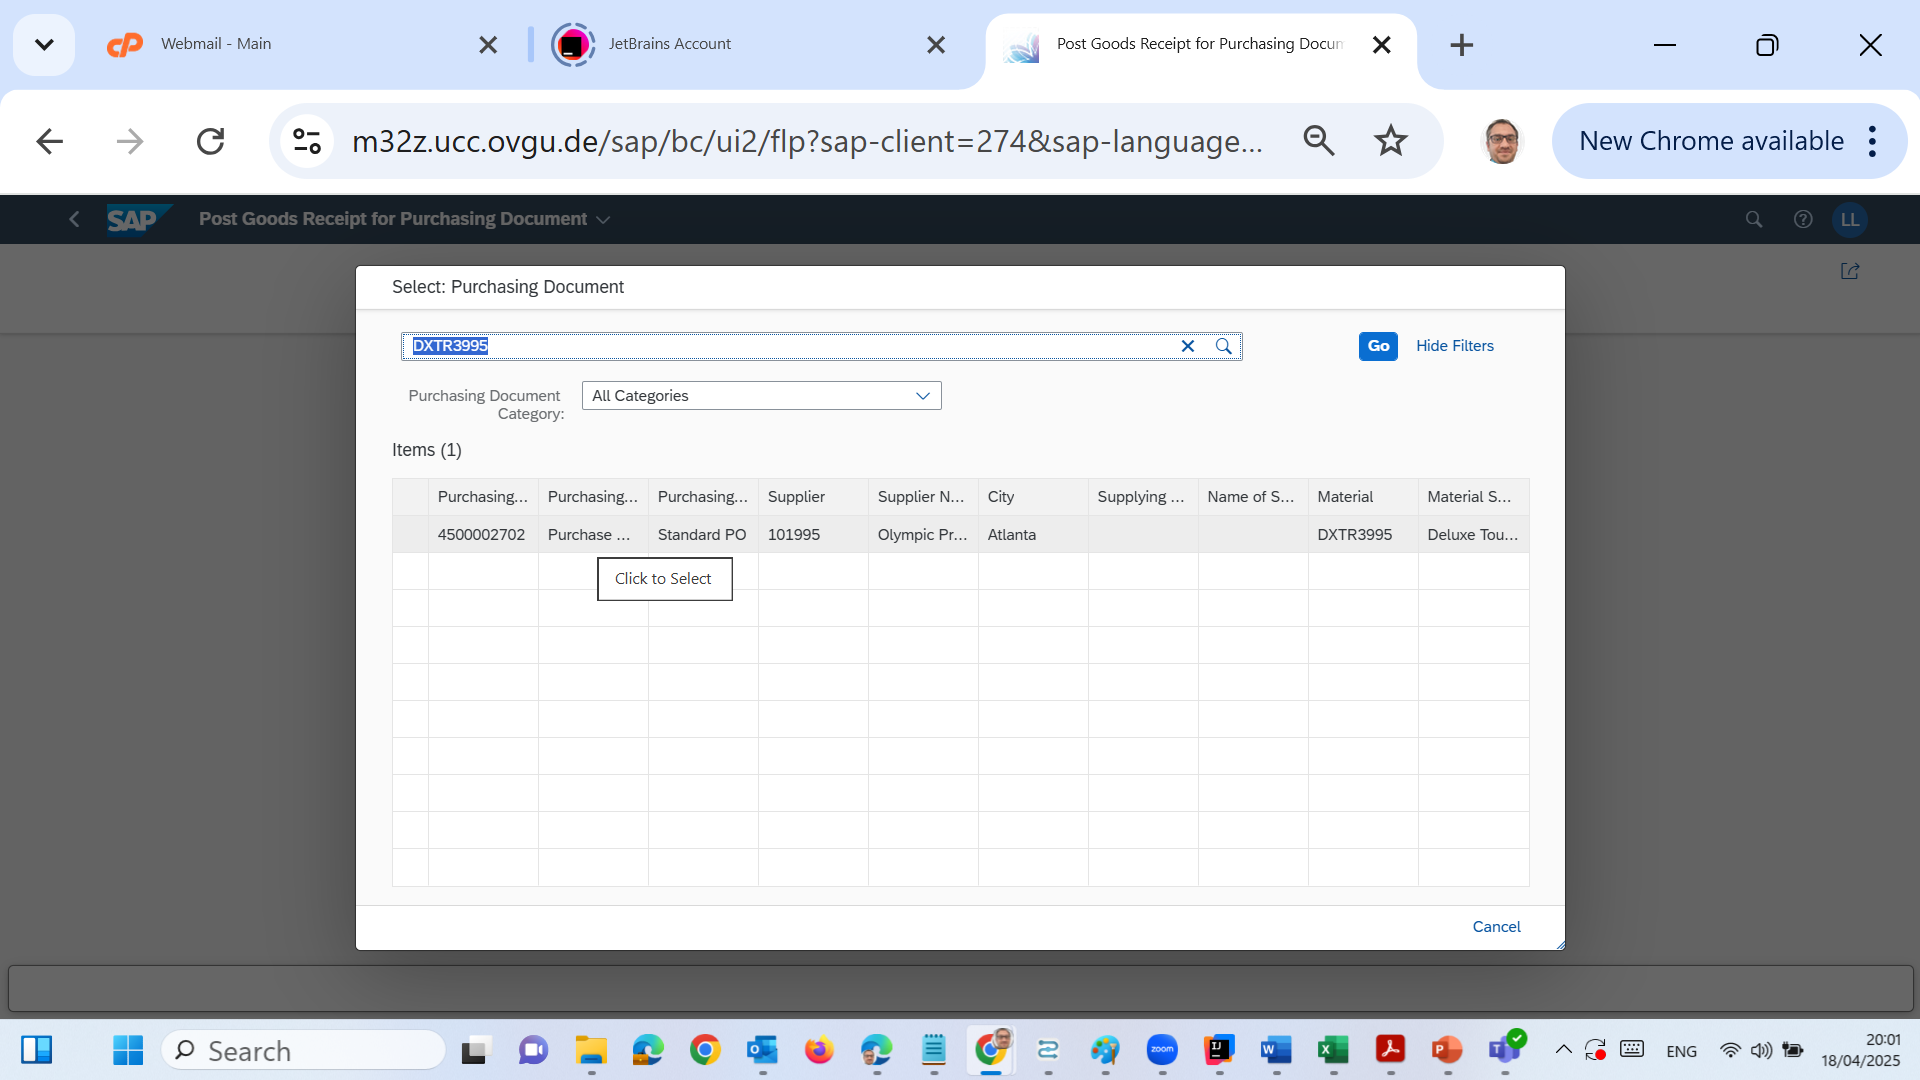 Webmail - Main
JetBrains Account
Post Goods Receipt for Purchasing Docum
m32z.ucc.ovgu.de/sap/bc/ui2/flp?sap-client=274&sap-language...
New Chrome available
SAP
Post Goods Receipt for Purchasing Document
LL
Select: Purchasing Document
DXTR3995
Go
Hide Filters
Purchasing Document Category:
All Categories
Items (1)
Purchasing... Purchasing... Purchasing... Supplier Supplier N... City Supplying ... Name of S... Material Material S...
4500002702 Purchase ... Standard PO 101995 Olympic Pr... Atlanta DXTR3995 Deluxe Tou...
Click to Select
Cancel
Search
zoom
ENG
20:01
18/04/2025